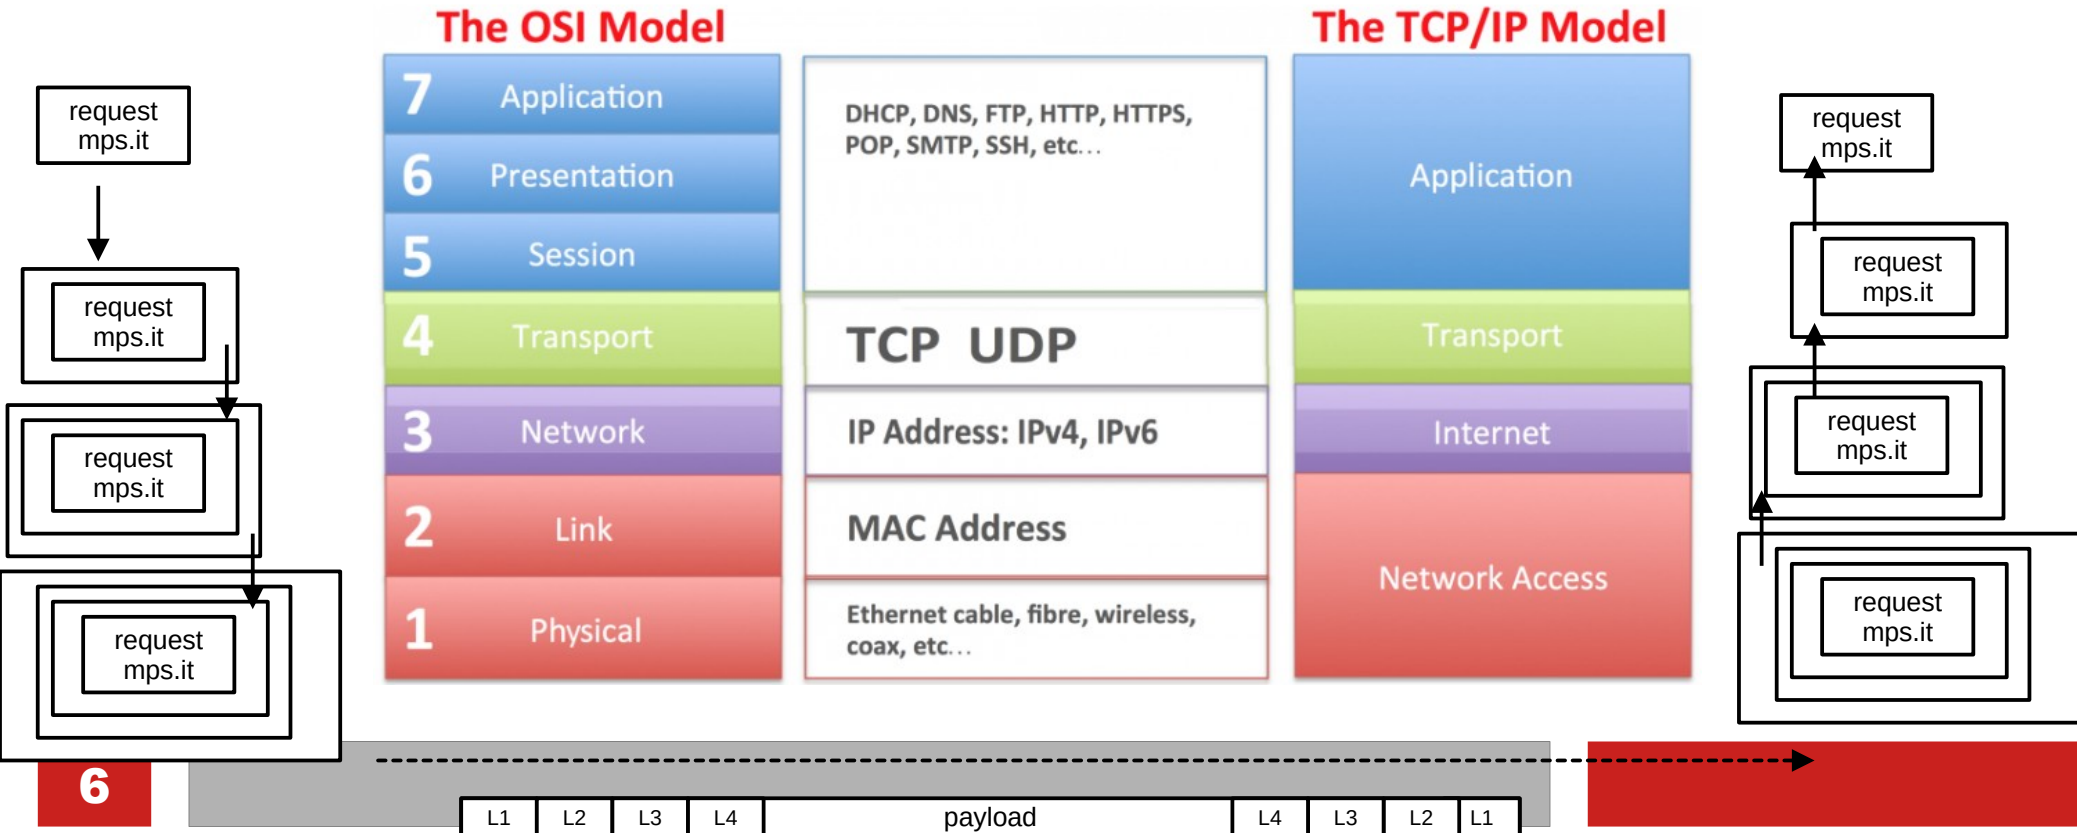 The OSI Model
The TCP/IP Model
request
mps.it
request
mps.it
request
mps.it
request
mps.it
7 Application
6 Presentation
5 Session
4 Transport
3 Network
2 Link
1 Physical
DHCP, DNS, FTP, HTTP, HTTPS,
POP, SMTP, SSH, etc...
TCP UDP
IP Address: IPv4, IPv6
MAC Address
Ethernet cable, fibre, wireless,
coax, etc...
Application
Transport
Internet
Network Access
request
mps.it
request
mps.it
request
mps.it
request
mps.it
6
L1 L2 L3 L4 payload L4 L3 L2 L1